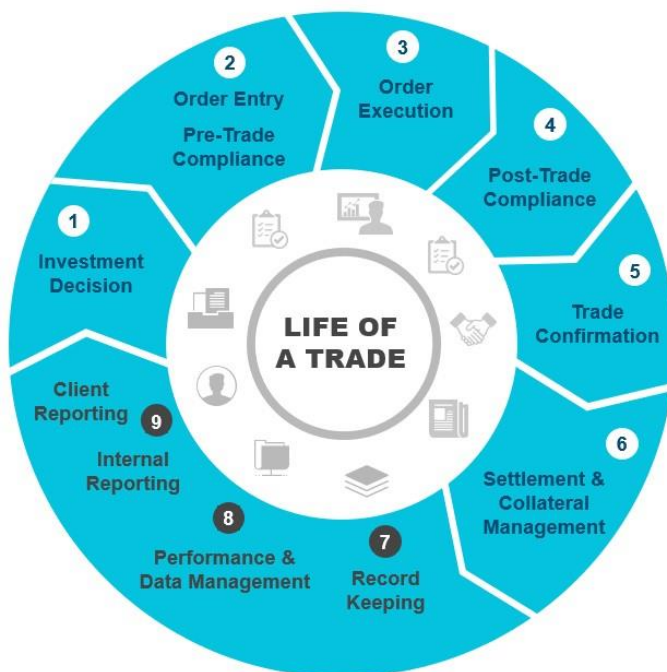 LIFE OF
A TRADE
1
Investment
Decision
2
Order Entry
Pre-Trade
Compliance
3
Order
Execution
4
Post-Trade
Compliance
5
Trade
Confirmation
6
Settlement &
Collateral
Management
7
Record
Keeping
8
Performance &
Data Management
9
Client
Reporting
Internal
Reporting